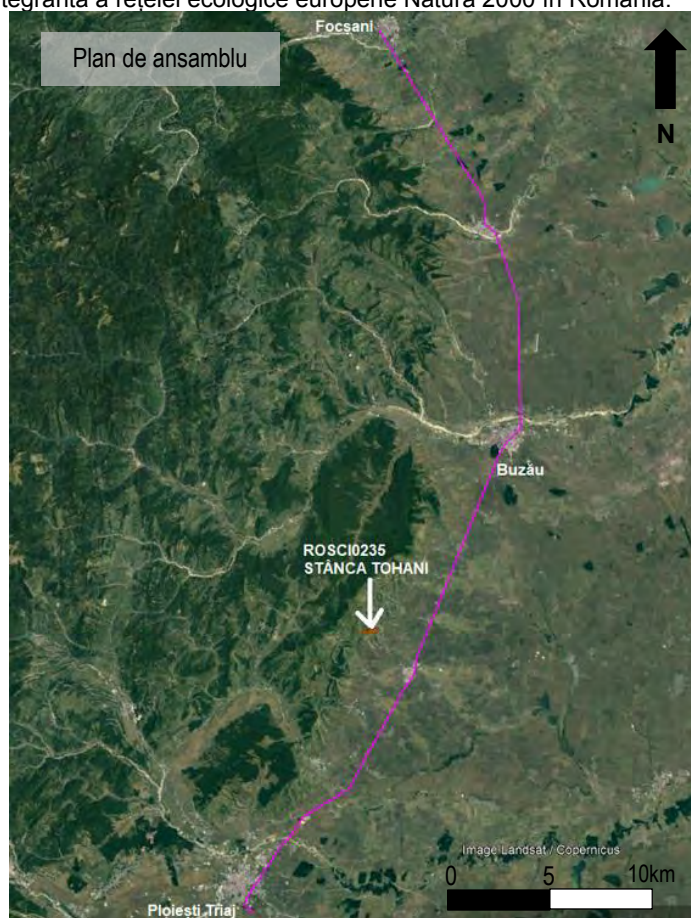 tegrantă a rețelei ecologice europene Natura 2000 în România.
Focșani
Plan de ansamblu
N
Buzău
ROSCI0235
STÂNCA TOHANI
Image Landsat / Copernicus
0 5 10km
Ploiești Triaj